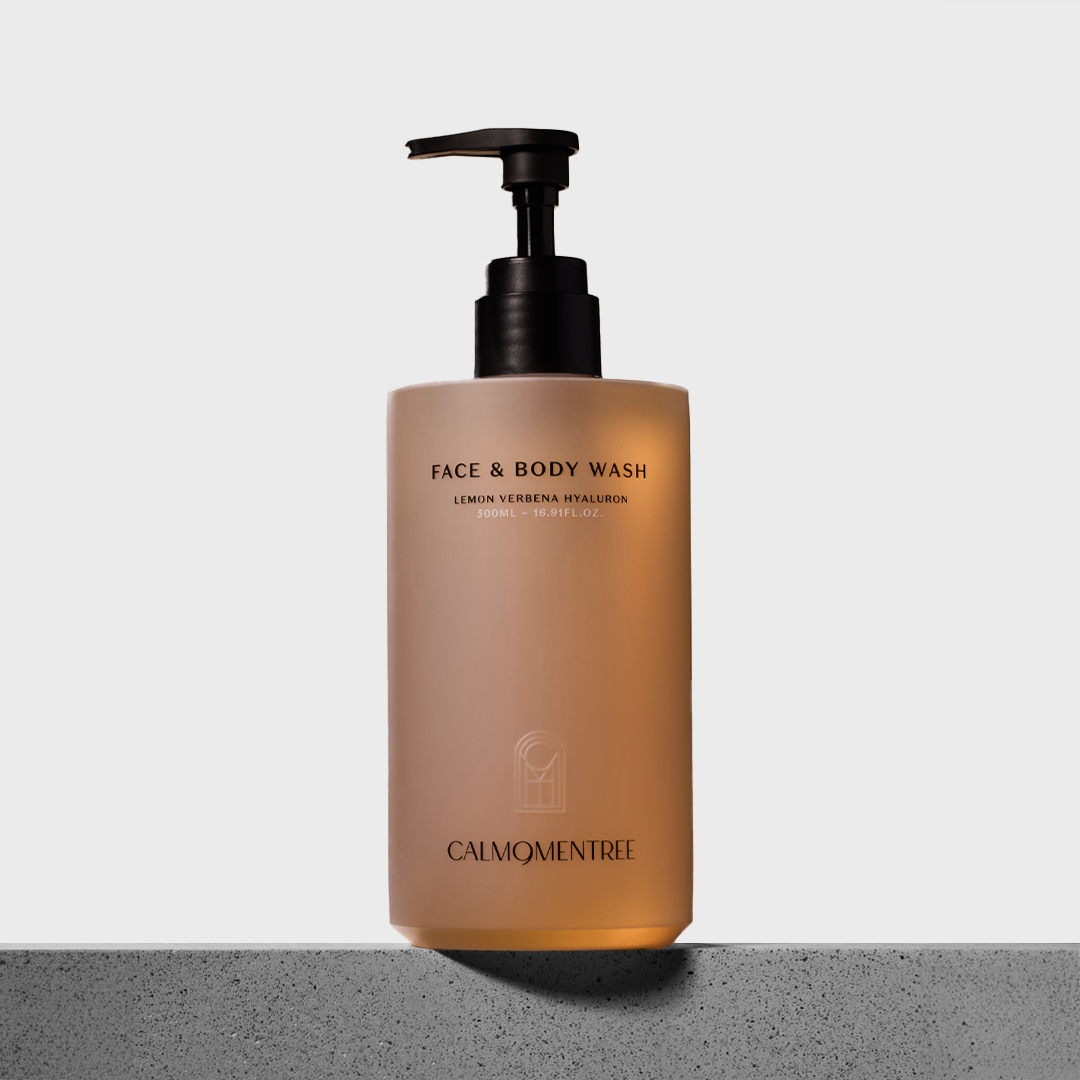 FACE & BODY WASH
LEMON VERBENA HYALURON
500ML - 16.91FL.OZ.
CALMOMENTREE